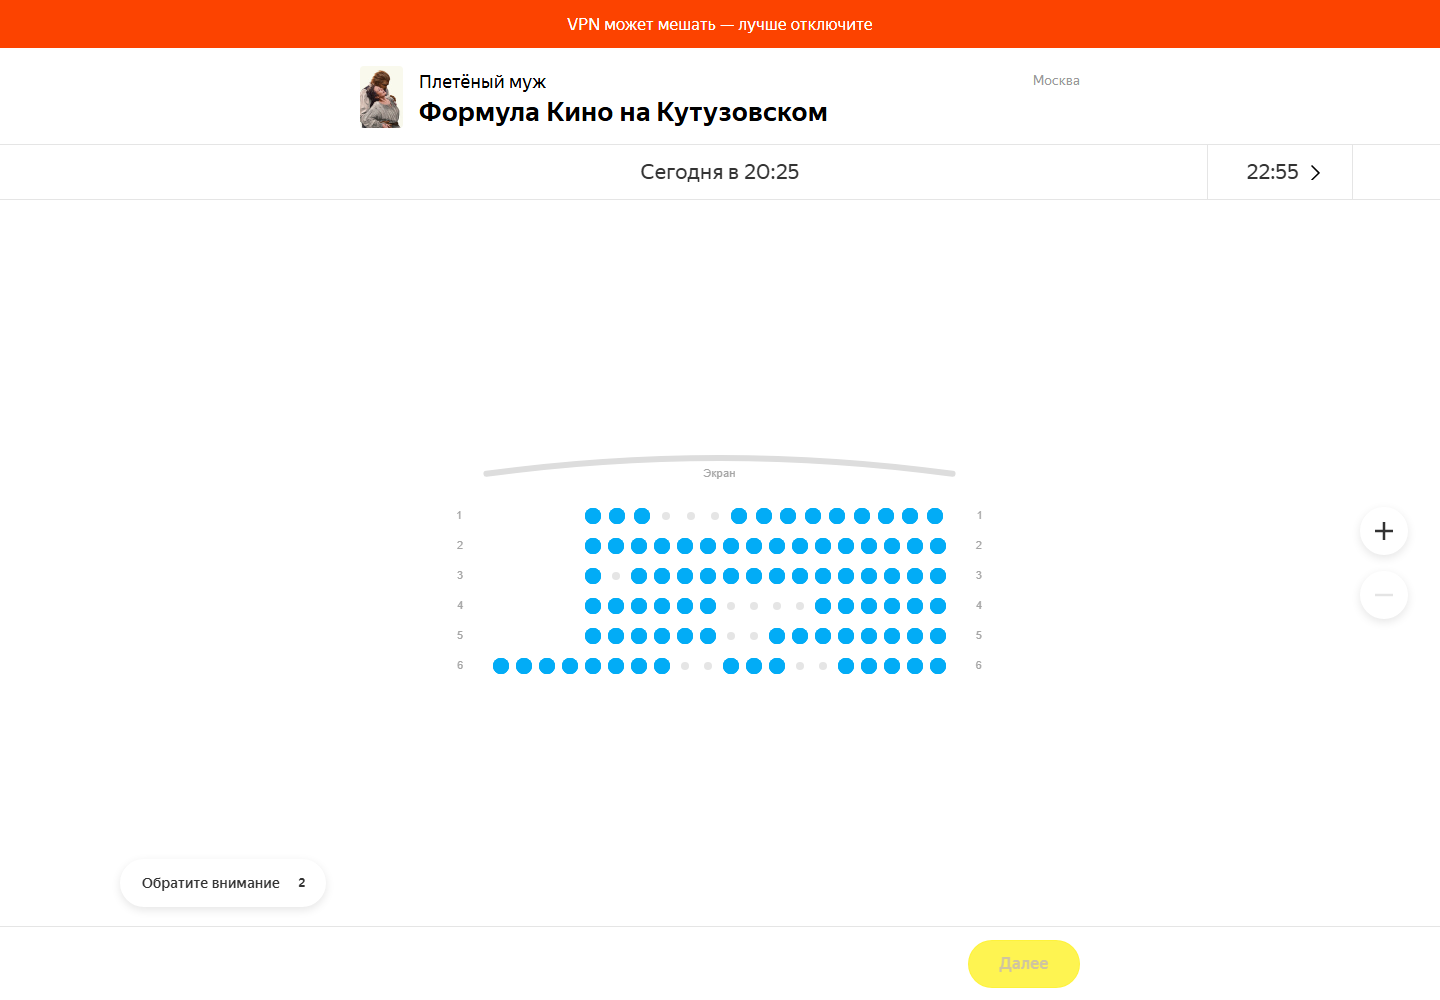 VPN может мешать — лучше отключите
Плетёный муж
Москва
Формула Кино на Кутузовском
Сегодня в 20:25
22:55
Экран
1 1
2 2
3 3
4 4
5 5
6 6
Обратите внимание 2
Далее